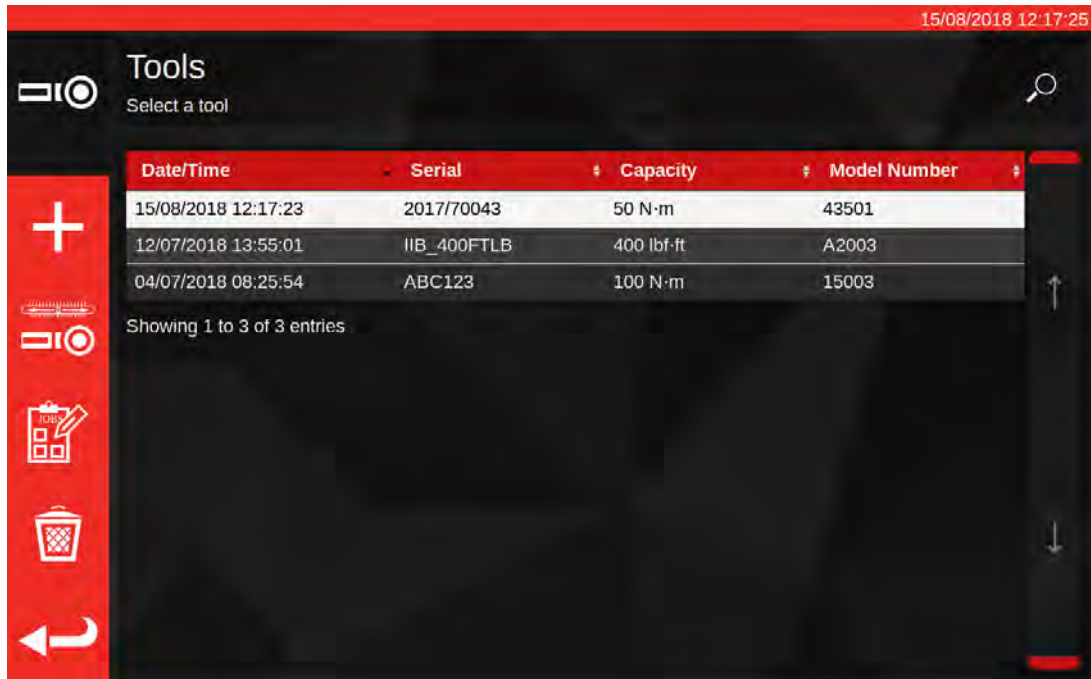 15/08/2018 12:17:25
Tools
Select a tool
Date/Time Serial Capacity Model Number
15/08/2018 12:17:23 2017/70043 50 N·m 43501
12/07/2018 13:55:01 IIB_400FTLB 400 lbf·ft A2003
04/07/2018 08:25:54 ABC123 100 N·m 15003
Showing 1 to 3 of 3 entries
JOBS